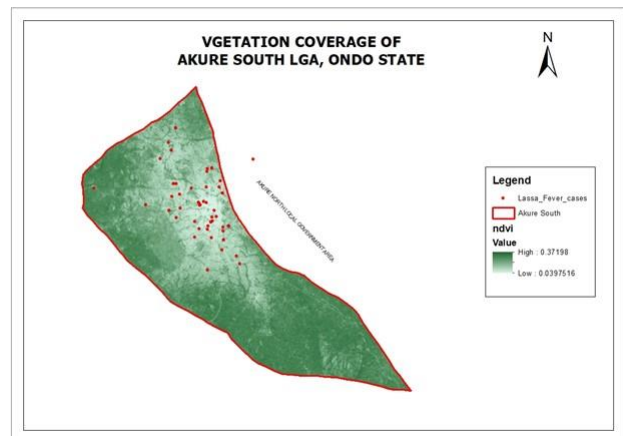 VGETATION COVERAGE OF
AKURE SOUTH LGA, ONDO STATE
N
AKURE NORTH LOCAL GOVERNMENT AREA
Legend
Lassa_Fever_cases
Akure South
ndvi
Value
High : 0.37198
Low : 0.0397516